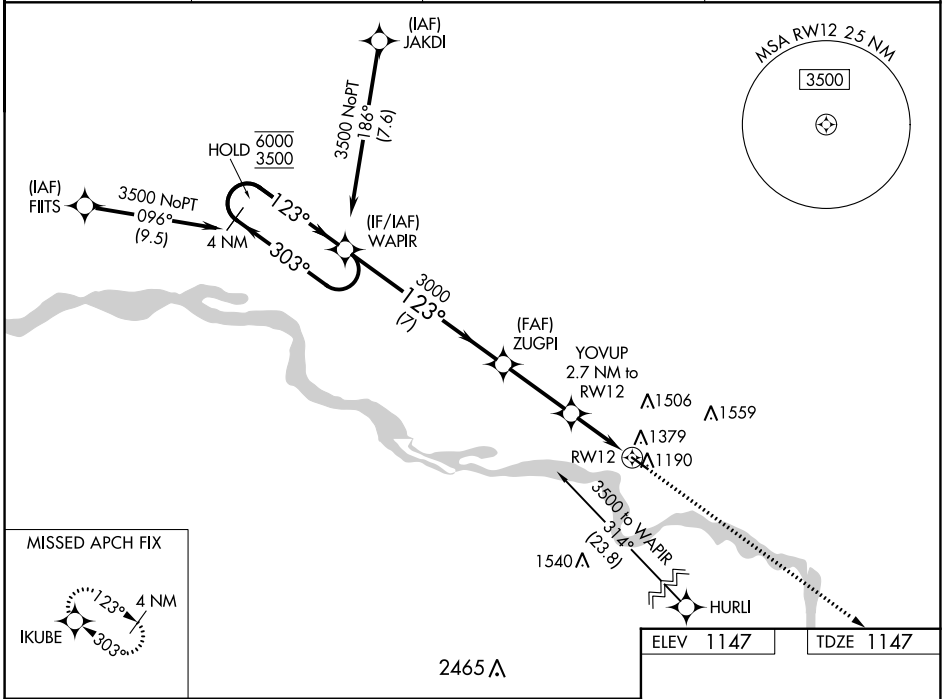 (IAF)
JAKDI
MSA RW12 25 NM
3500
3500 NoPT
186°
(7.6)
HOLD
6000
3500
(IAF)
FIITS
3500 NoPT
096°
(9.5)
4 NM
123°
303°
(IF/IAF)
WAPIR
3000
123°
(7)
(FAF)
ZUGPI
YOVUP
2.7 NM to
RW12
1506
1559
1379
RW12
1190
3500 to WAPIR
314°
(23.8)
1540
HURLI
MISSED APCH FIX
123°
4 NM
IKUBE
303°
2465
ELEV 1147
TDZE 1147